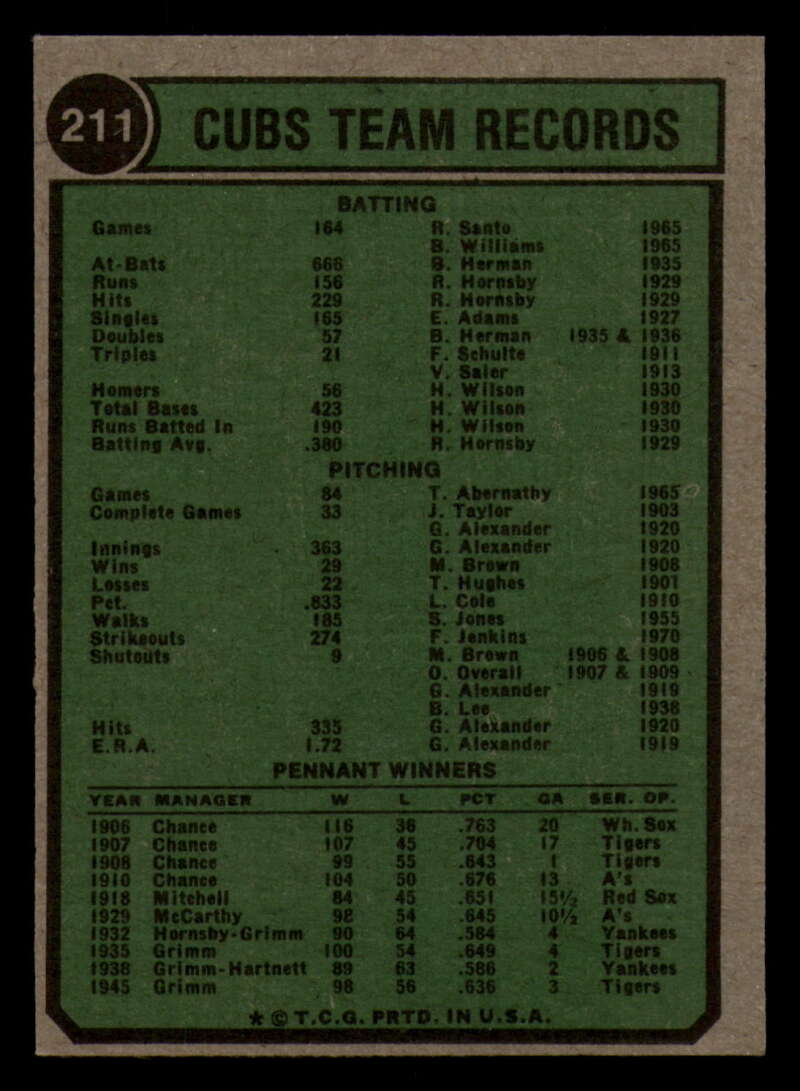 211 CUBS TEAM RECORDS
BATTING
Games 164 R. Santo 1965
B. Williams 1965
At-Bats 666 B. Herman 1935
Runs 156 R. Hornsby 1929
Hits 229 R. Hornsby 1929
Singles 165 E. Adams 1927
Doubles 57 B. Herman 1935 & 1936
Triples 21 F. Schulte 1911
V. Saier 1913
Homers 56 H. Wilson 1930
Total Bases 423 H. Wilson 1930
Runs Batted In 190 H. Wilson 1930
Batting Avg. .380 R. Hornsby 1929
PITCHING
Games 84 T. Abernathy 1965
Complete Games 33 J. Taylor 1903
G. Alexander 1920
Innings 363 G. Alexander 1920
Wins 29 M. Brown 1908
Losses 22 T. Hughes 1901
Pct. .833 L. Cole 1910
Walks 185 S. Jones 1955
Strikeouts 274 F. Jenkins 1970
Shutouts 9 M. Brown 1906 & 1908
O. Overall 1907 & 1909
G. Alexander 1919
B. Lee 1938
Hits 335 G. Alexander 1920
E.R.A. 1.72 G. Alexander 1919
PENNANT WINNERS
YEAR MANAGER W L PCT GA SER. OP.
1906 Chance 116 36 .763 20 Wh. Sox
1907 Chance 107 45 .704 17 Tigers
1908 Chance 99 55 .643 1 Tigers
1910 Chance 104 50 .676 13 A's
1918 Mitchell 84 45 .651 15½ Red Sox
1929 McCarthy 98 54 .645 10½ A's
1932 Hornsby-Grimm 90 64 .584 4 Yankees
1935 Grimm 100 54 .649 4 Tigers
1938 Grimm-Hartnett 89 63 .586 2 Yankees
1945 Grimm 98 56 .636 3 Tigers
★ © T.C.G. PRTD. IN U.S.A.